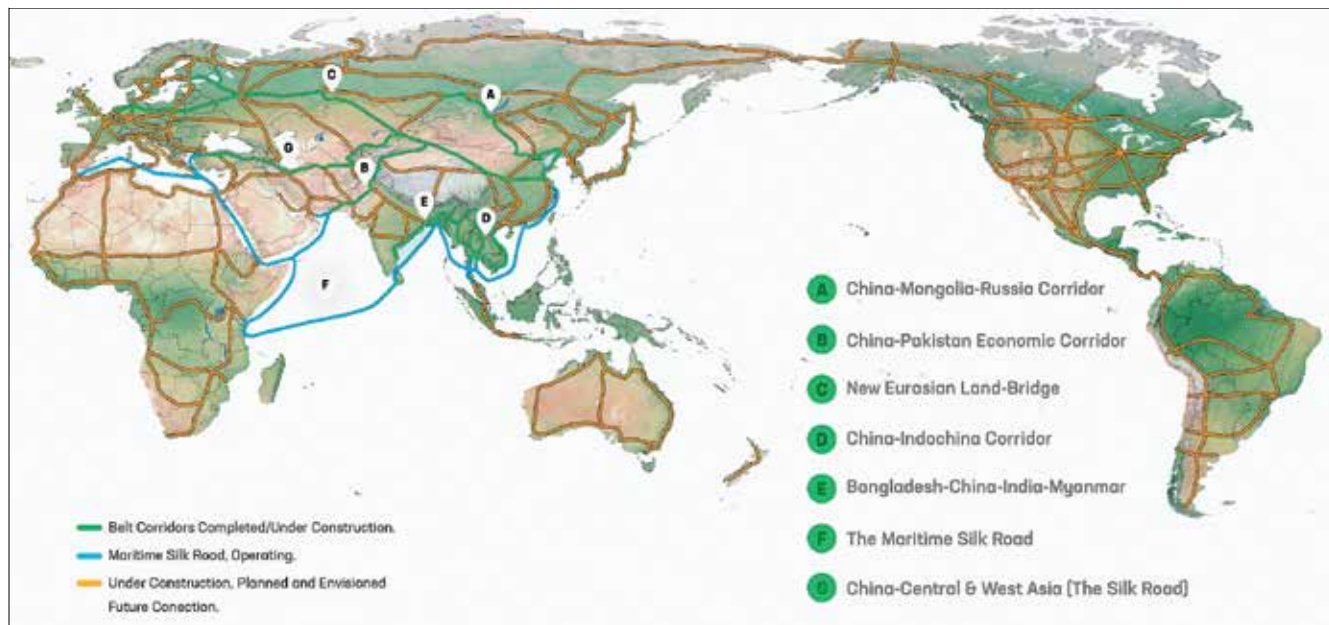 C
A
G
B
E
D
F
A China-Mongolia-Russia Corridor
B China-Pakistan Economic Corridor
C New Eurasian Land-Bridge
D China-Indochina Corridor
E Bangladesh-China-India-Myanmar
F The Maritime Silk Road
G China-Central & West Asia (The Silk Road)
Belt Corridors Completed/Under Construction.
Maritime Silk Road, Operating.
Under Construction, Planned and Envisioned
Future Conection.